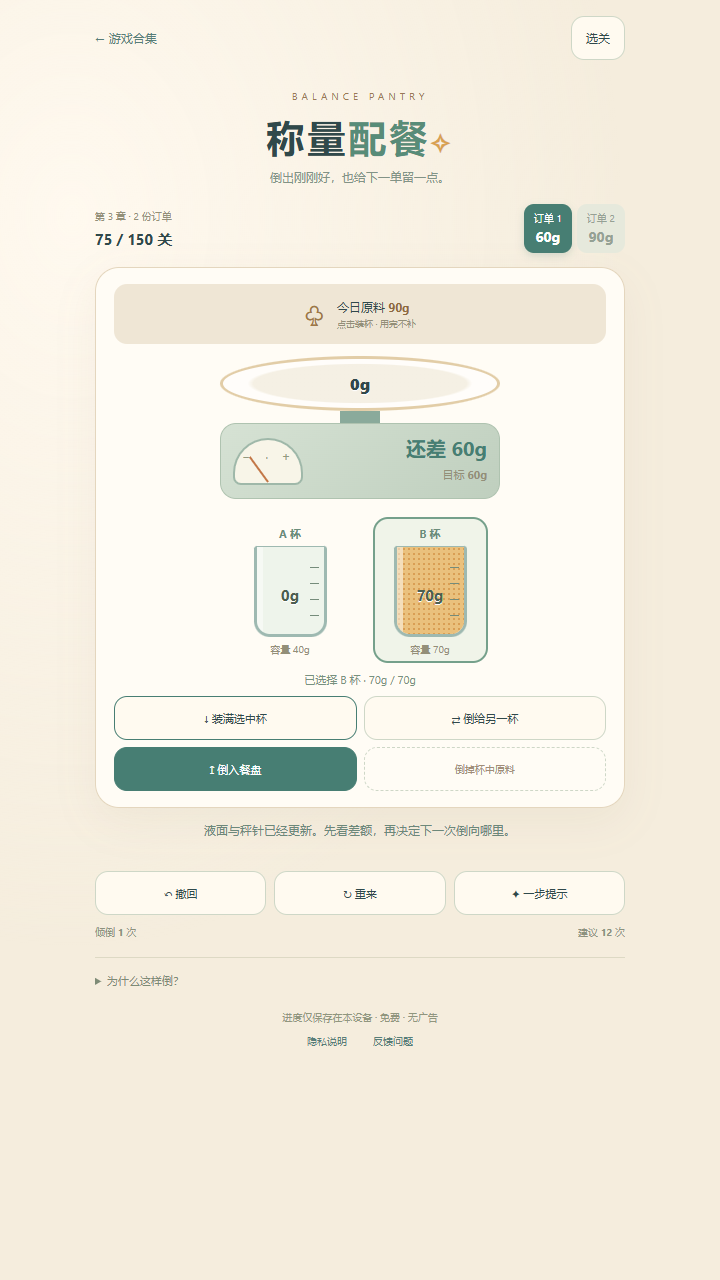 ← 游戏合集
选关
BALANCE PANTRY
称量配餐✧
倒出刚刚好，也给下一单留一点。
第 3 章 · 2 份订单
75 / 150 关
订单 1
60g
订单 2
90g
今日原料 90g
点击装杯 · 用完不补
0g
− · +
还差 60g
目标 60g
A 杯
0g
容量 40g
B 杯
70g
容量 70g
已选择 B 杯 · 70g / 70g
↓ 装满选中杯
⇄ 倒给另一杯
↥ 倒入餐盘
倒掉杯中原料
液面与秤针已经更新。先看差额，再决定下一次倒向哪里。
↶ 撤回
↻ 重来
✦ 一步提示
倾倒 1 次
建议 12 次
▶ 为什么这样倒？
进度仅保存在本设备 · 免费 · 无广告
隐私说明
反馈问题